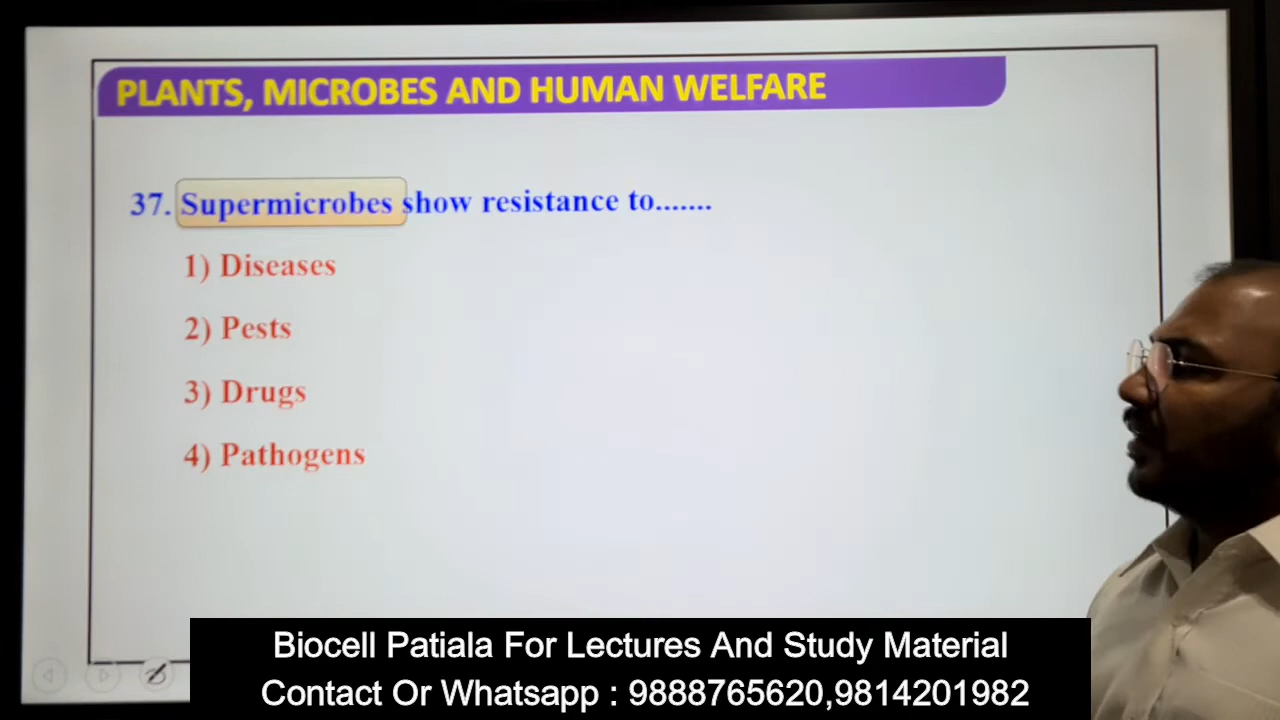 PLANTS, MICROBES AND HUMAN WELFARE
37. Supermicrobes show resistance to.......
1) Diseases
2) Pests
3) Drugs
4) Pathogens
Biocell Patiala For Lectures And Study Material
Contact Or Whatsapp : 9888765620,9814201982